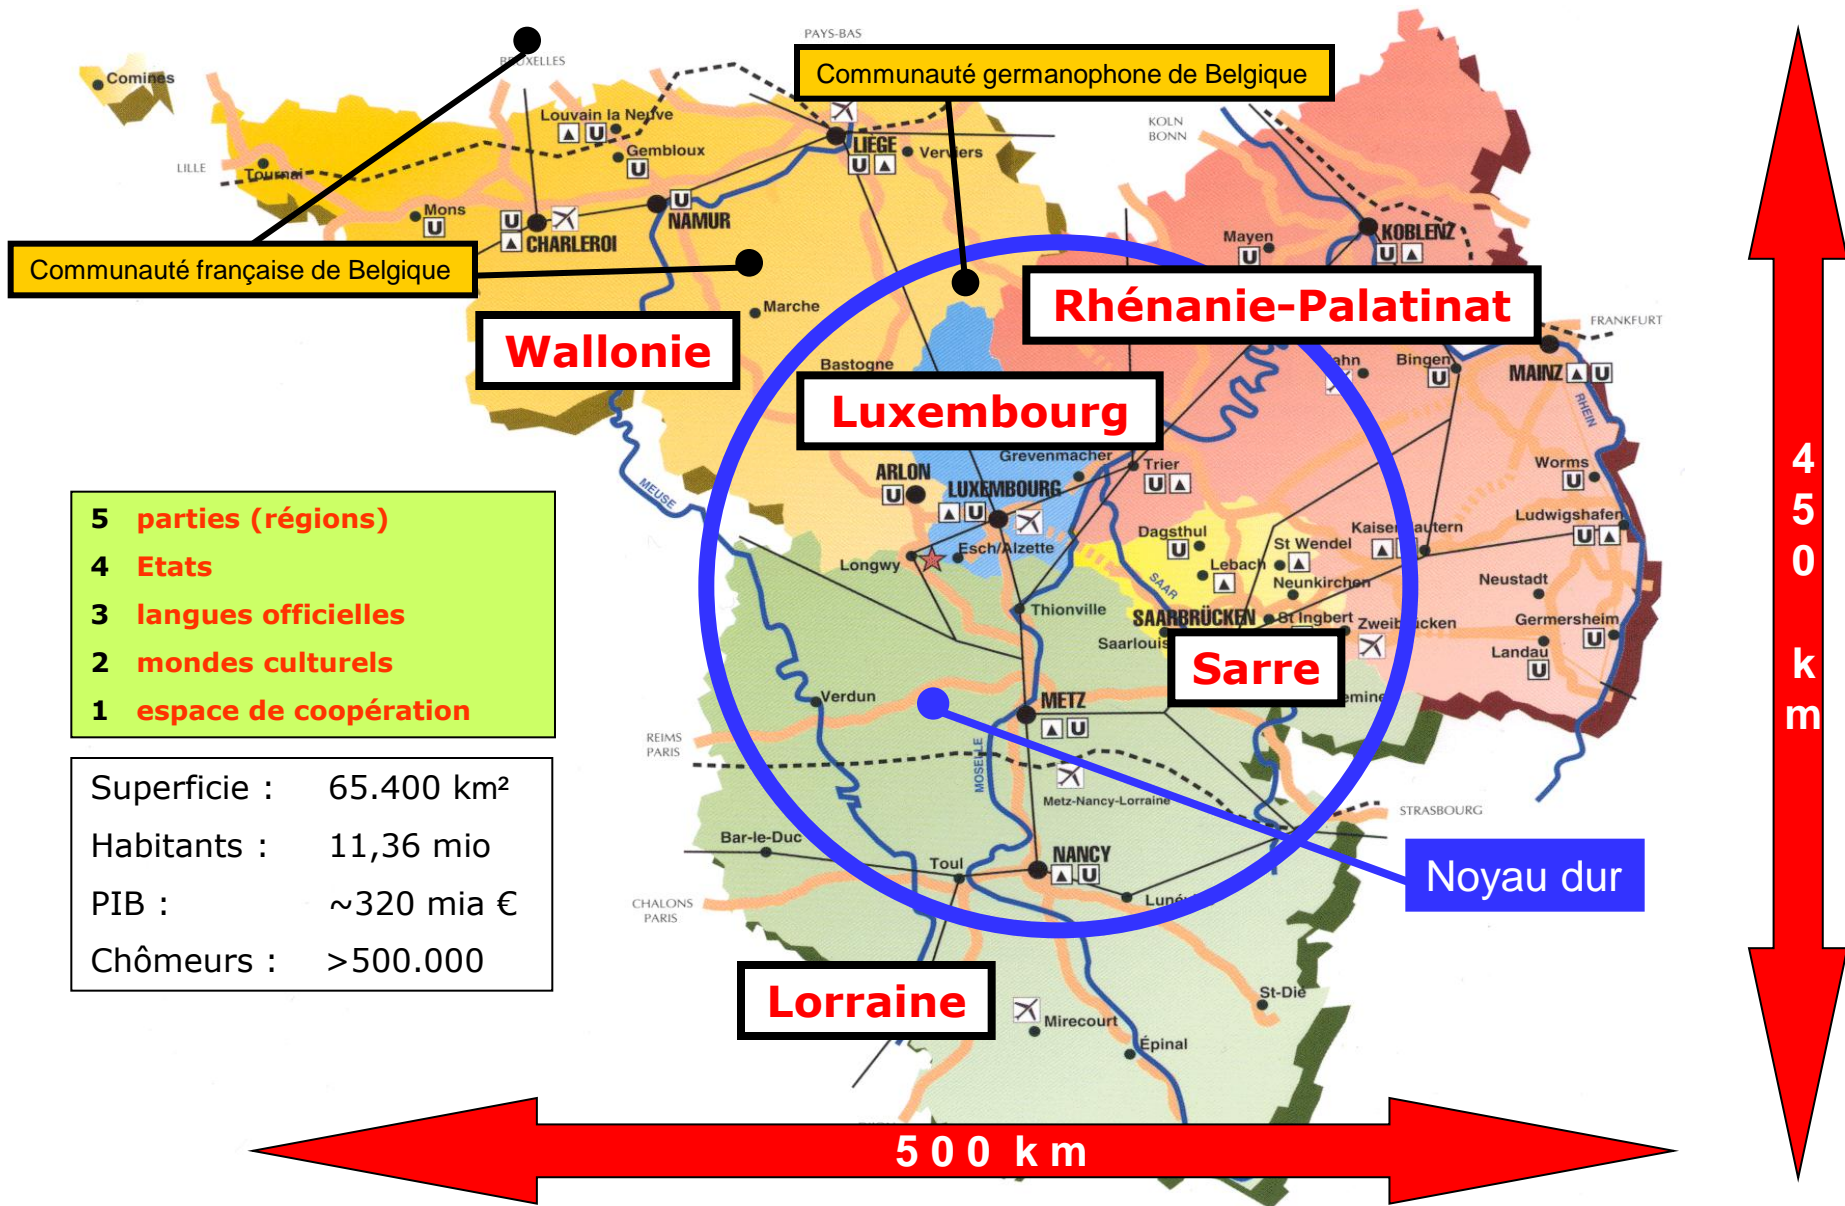 PAYS-BAS
BRUXELLES
Comines
Communauté germanophone de Belgique
Louvain la Neuve
U
KOLN
BONN
LIÈGE
U
Verviers
Gembloux
U
LILLE
Tournai
Mons
U
U
CHARLEROI
U
NAMUR
Mayen
U
KOBLENZ
U
Communauté française de Belgique
Marche
Rhénanie-Palatinat
FRANKFURT
Wallonie
Bastogne
ahn
Bingen
U
MAINZ
U
RHEIN
Luxembourg
Grevenmacher
Trier
U
ARLON
U
LUXEMBOURG
U
Worms
U
MEUSE
Ludwigshafen
U
Dagsthul
U
St Wendel
Longwy
Esch/Alzette
Lebach
Neunkirchen
SAAR
Neustadt
Thionville
SAARBRÜCKEN
St Ingbert
Zweibrücken
Saarlouis
Germersheim
U
Landau
U
Sarre
emine
5 parties (régions)
4 Etats
3 langues officielles
2 mondes culturels
1 espace de coopération
Verdun
METZ
U
REIMS
PARIS
MOSELLE
Metz-Nancy-Lorraine
STRASBOURG
Superficie : 65.400 km²
Habitants : 11,36 mio
PIB : ~320 mia €
Chômeurs : >500.000
Bar-le-Duc
Toul
NANCY
U
Noyau dur
CHALONS
PARIS
Lorraine
St-Dié
Mirecourt
Épinal
500 km
450 km